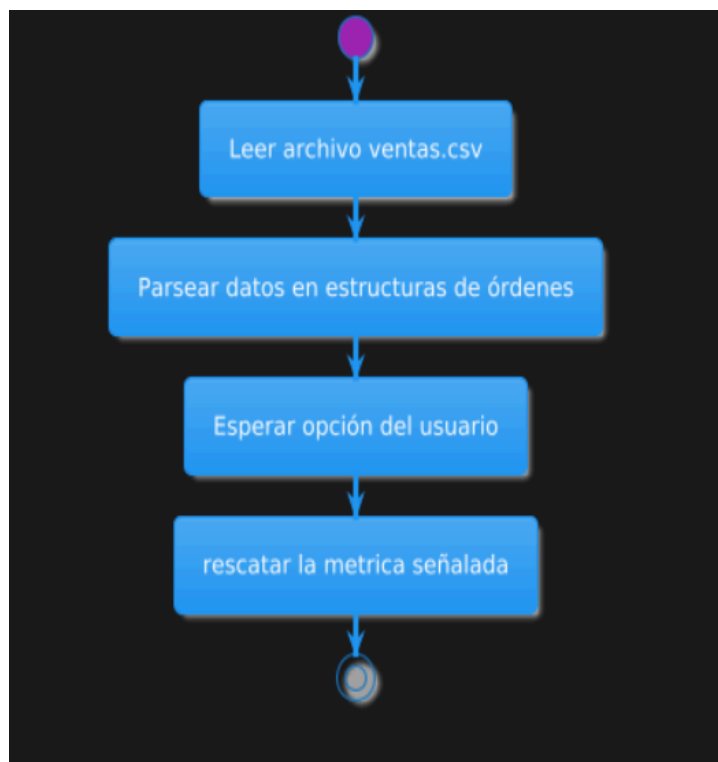 Leer archivo ventas.csv
Parsear datos en estructuras de órdenes
Esperar opción del usuario
rescatar la metrica señalada